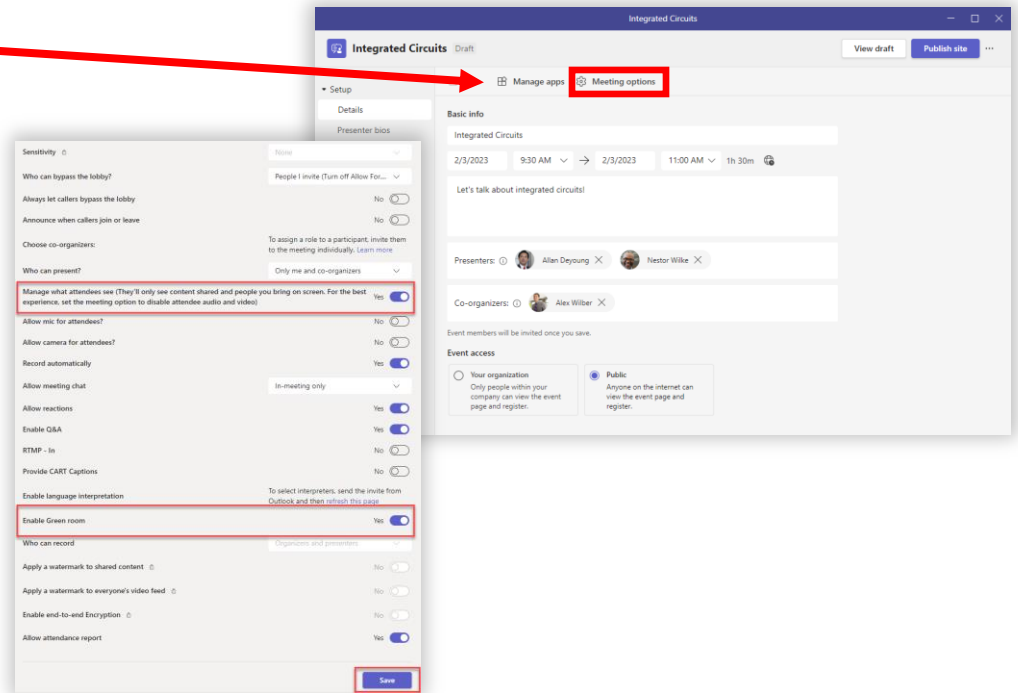 Integrated Circuits
Integrated Circuits Draft
View draft
Publish site
...
Manage apps
Meeting options
Setup
Details
Presenter bios
Basic info
Integrated Circuits
2/3/2023 9:30 AM → 2/3/2023 11:00 AM 1h 30m
Let's talk about integrated circuits!
Presenters: Allan Deyoung Nestor Wilke
Co-organizers: Alex Wilber
Event members will be invited once you save.
Event access
Your organization
Only people within your
company can view the event
page and register.
Public
Anyone on the internet can
view the event page and
register.
Sensitivity None
Who can bypass the lobby? People I invite (Turn off Allow For...
Always let callers bypass the lobby No
Announce when callers join or leave No
Choose co-organizers: To assign a role to a participant, invite them
to the meeting individually. Learn more
Who can present? Only me and co-organizers
Manage what attendees see (They'll only see content shared and people you bring on screen. For the best
experience, set the meeting option to disable attendee audio and video) Yes
Allow mic for attendees? No
Allow camera for attendees? No
Record automatically Yes
Allow meeting chat In-meeting only
Allow reactions Yes
Enable Q&A Yes
RTMP - In No
Provide CART Captions No
Enable language interpretation To select interpreters, send the invite from
Outlook and then refresh this page
Enable Green room Yes
Who can record Organizers and presenters
Apply a watermark to shared content No
Apply a watermark to everyone's video feed No
Enable end-to-end Encryption No
Allow attendance report Yes
Save